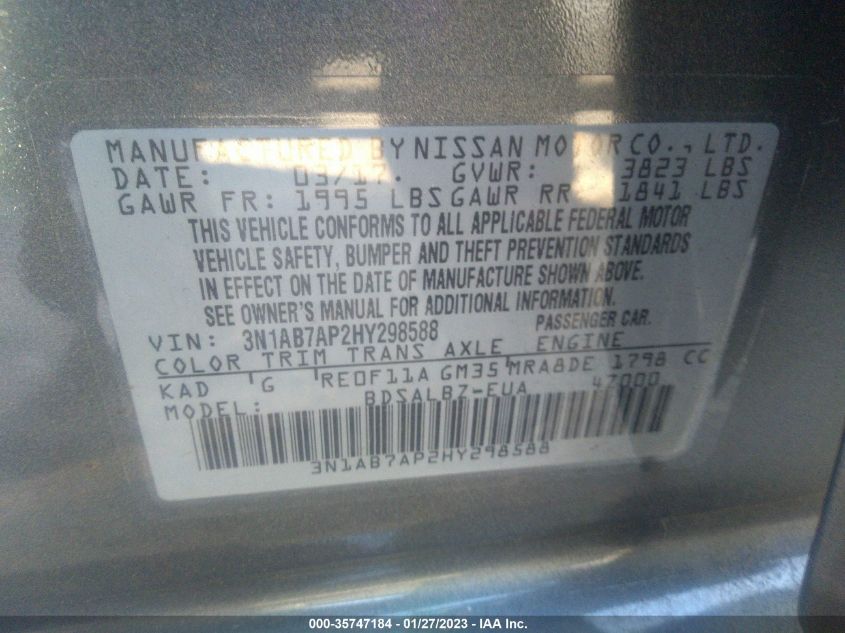 MANUFACTURED BY NISSAN MOTOR CO., LTD.
DATE: 03/17. GVWR: 3823 LBS
GAWR FR: 1995 LBS GAWR RR 1841 LBS
THIS VEHICLE CONFORMS TO ALL APPLICABLE FEDERAL MOTOR
VEHICLE SAFETY, BUMPER AND THEFT PREVENTION STANDARDS
IN EFFECT ON THE DATE OF MANUFACTURE SHOWN ABOVE.
SEE OWNER'S MANUAL FOR ADDITIONAL INFORMATION.
VIN: 3N1AB7AP2HY298588 PASSENGER CAR.
COLOR TRIM TRANS AXLE ENGINE
KAD G RE0F11A GM35 MRA8DE 1798 CC
MODEL: BDSALBZ-EUA 47000
3N1AB7AP2HY298588
000-35747184 - 01/27/2023 - IAA Inc.